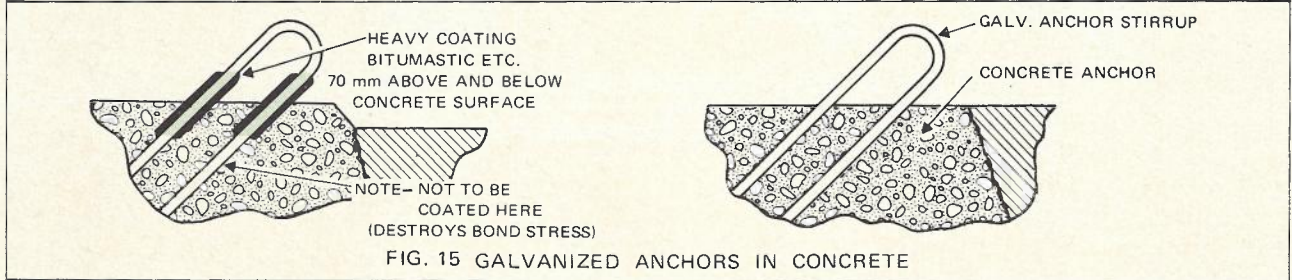 HEAVY COATING
BITUMASTIC ETC.
70 mm ABOVE AND BELOW
CONCRETE SURFACE
NOTE- NOT TO BE
COATED HERE
(DESTROYS BOND STRESS)
GALV. ANCHOR STIRRUP
CONCRETE ANCHOR
FIG. 15 GALVANIZED ANCHORS IN CONCRETE